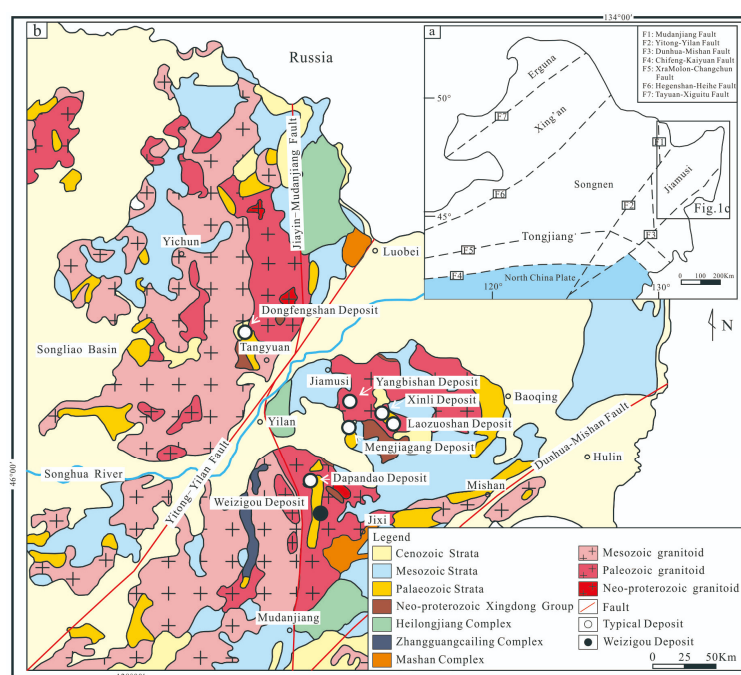 134°00′
b
Russia
a
F1: Mudanjiang Fault
F2: Yitong-Yilan Fault
F3: Dunhua-Mishan Fault
F4: Chifeng-Kaiyuan Fault
F5: XraMolon-Changchun
Fault
F6: Hegenshan-Heihe Fault
F7: Tayuan-Xiguitu Fault
Erguna
50°
F7
Xing'an
F1
Jiamusi
Songnen
F6
F2
Fig.1c
45°
F3
Tongjiang
F5
F4
North China Plate
0 100 200Km
120°
130°
Jiayin-Mudanjiang Fault
Yichun
Luobei
N
Dongfengshan Deposit
Songliao Basin
Tangyuan
Jiamusi
Yangbishan Deposit
Xinli Deposit
Baoqing
Yilan
Laozuoshan Deposit
Mengjiagang Deposit
Dunhua-Mishan Fault
Hulin
46°00′
Songhua River
Yitong-Yilan Fault
Dapandao Deposit
Mishan
Weizigou Deposit
Jixi
Mudanjiang
Legend
Cenozoic Strata
Mesozoic Strata
Palaeozoic Strata
Neo-proterozoic Xingdong Group
Heilongjiang Complex
Zhangguangcailing Complex
Mashan Complex
Mesozoic granitoid
Paleozoic granitoid
Neo-proterozoic granitoid
Fault
Typical Deposit
Weizigou Deposit
0 25 50Km